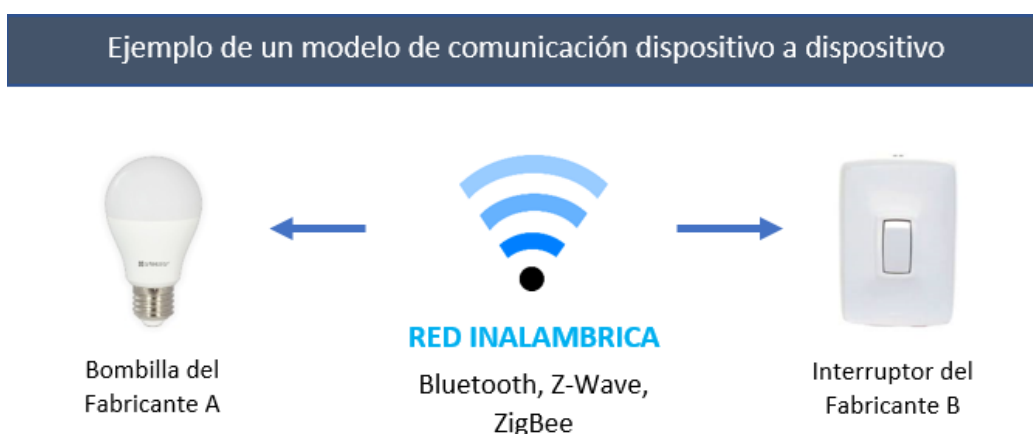 Ejemplo de un modelo de comunicación dispositivo a dispositivo
Bombilla del
Fabricante A
RED INALAMBRICA
Bluetooth, Z-Wave,
ZigBee
Interruptor del
Fabricante B